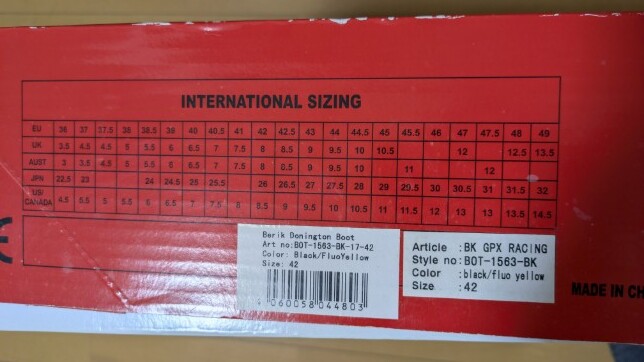 INTERNATIONAL SIZING
EU 36 37 37.5 38 38.5 39 40 40.5 41 42 42.5 43 44 44.5 45 45.5 46 47 47.5 48 49
UK 3.5 4.5 4.5 5 5.5 6 6.5 7 7.5 8 8.5 9 9.5 10 10.5 12 12.5 13.5
AUST 3 3.5 4.5 5 5.5 5 6.5 7 7.5 8 8.5 9 9.5 10 11 12
JPN 22.5 23 24 24.5 25 25.5 26 26.5 27 27.5 28 29 29.5 30 30.5 31 31.5 32
US/
CANADA 4.5 5.5 5 6 6.5 7 7.5 8 8.5 9 9.5 10 10.5 11 11.5 12 13 13 13.5 14.5
Berik Donington Boot
Art no:BOT-1563-BK-17-42
Color: Black/FluoYellow
Size: 42
4 060058 044803
Article :BK GPX RACING
Style no:BOT-1563-BK
Color :black/fluo yellow
Size :42
MADE IN CH